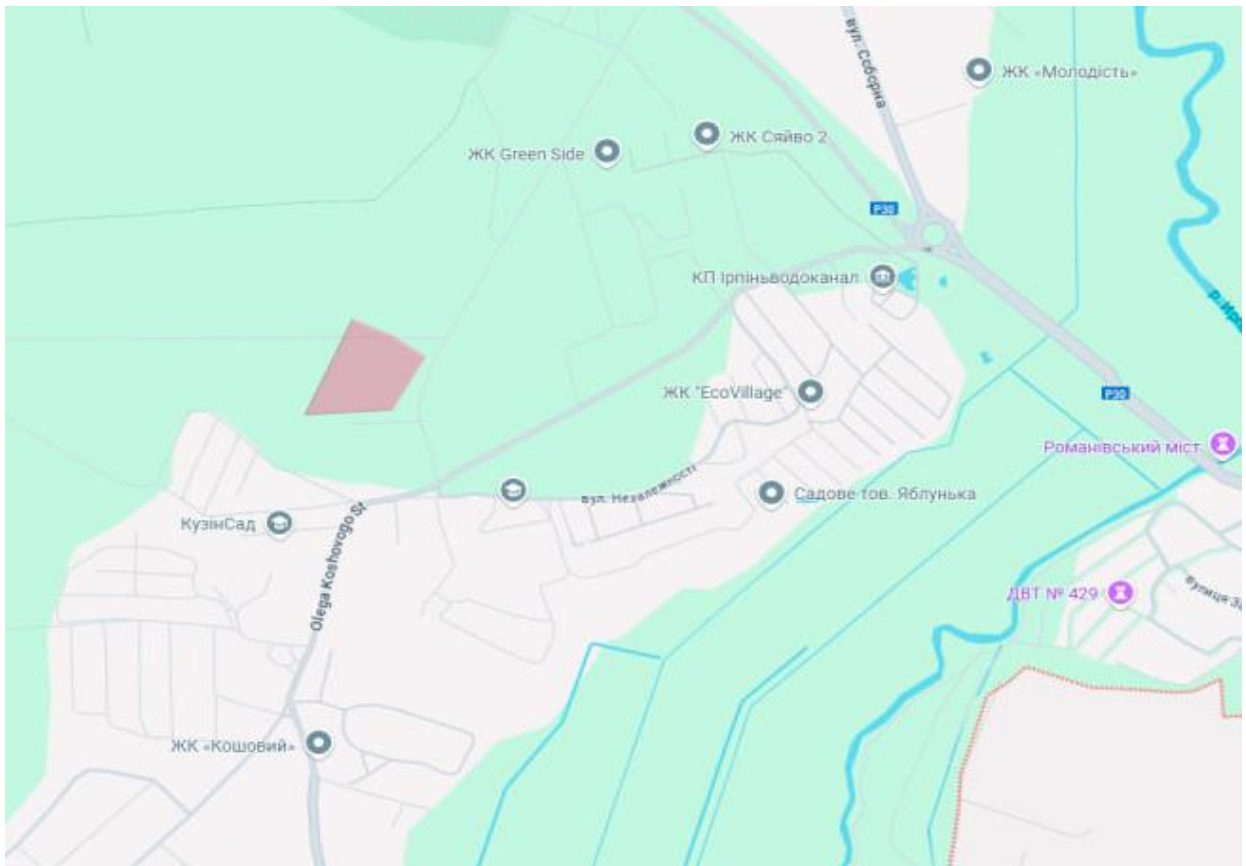 вул. Соборна
ЖК «Молодість»
ЖК Сяйво 2
ЖК Green Side
P30
КП Ірпіньводоканал
ЖК "EcoVillage"
P30
Романівський міст
вул. Незалежності
Садове тов. Яблунька
КузінСад
Olega Koshovogo St
ДВТ № 429
вулиця
ЖК «Кошовий»